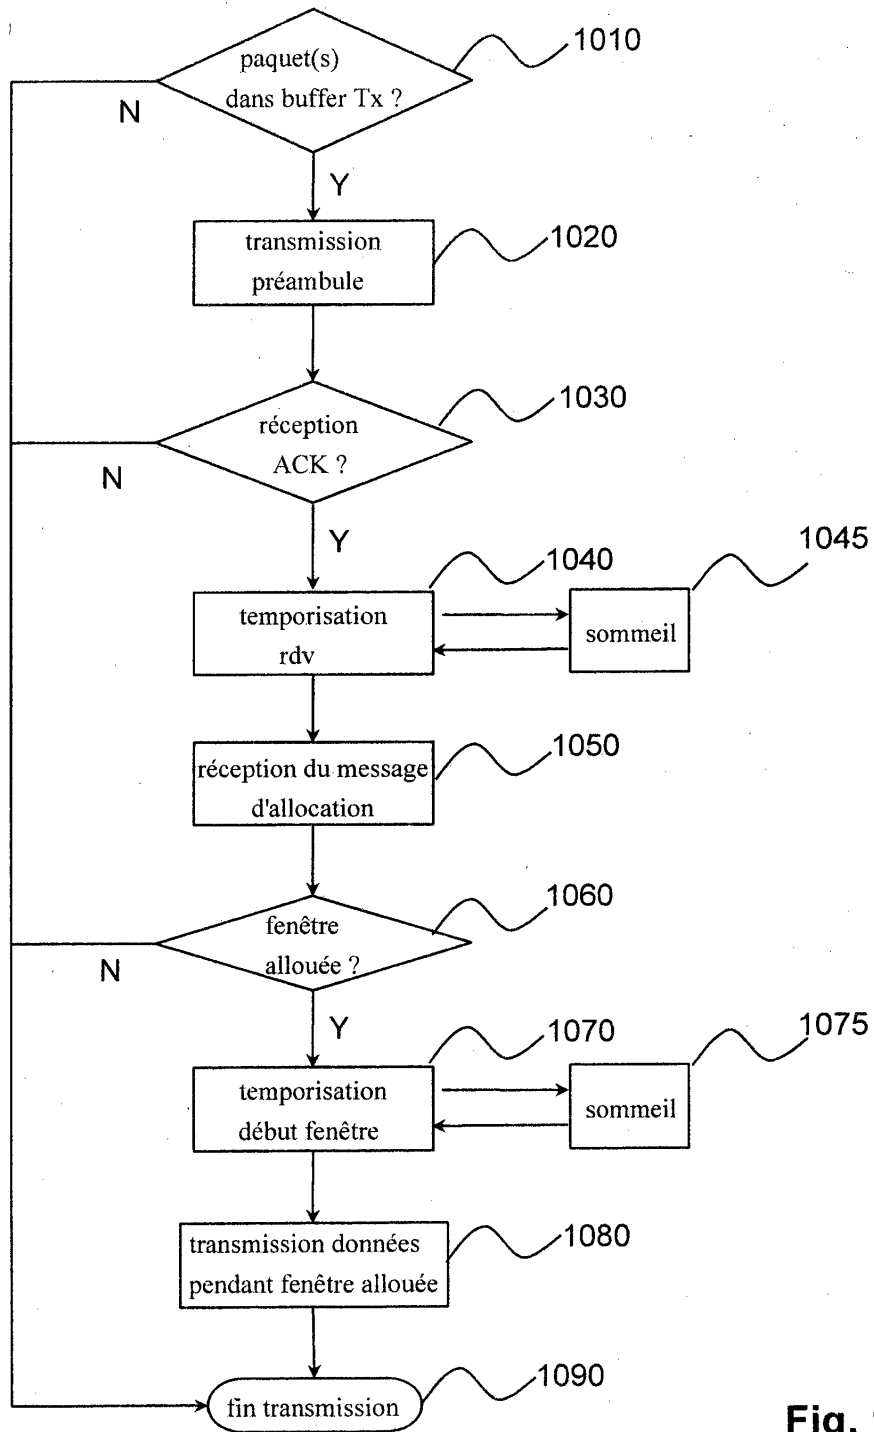 paquet(s)
dans buffer Tx ?
1010
N
Y
transmission
préambule
1020
réception
ACK ?
1030
N
Y
temporisation
rdv
1040
sommeil
1045
réception du message
d'allocation
1050
fenêtre
allouée ?
1060
N
Y
temporisation
début fenêtre
1070
sommeil
1075
transmission données
pendant fenêtre allouée
1080
fin transmission
1090
Fig.